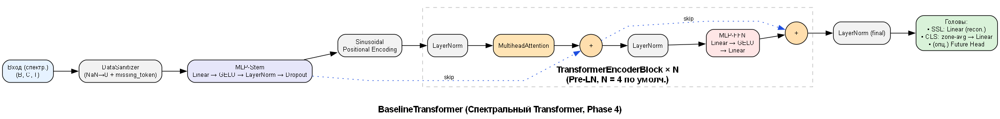 Вход (спектр.)
(B, C, T)
DataSanitizer
(NaN→0 + missing_token)
MLP-Stem
Linear → GELU → LayerNorm → Dropout
Sinusoidal
Positional Encoding
LayerNorm
MultiheadAttention
+
LayerNorm
MLP-FFN
Linear → GELU
→ Linear
+
skip
skip
TransformerEncoderBlock × N
(Pre-LN, N = 4 по умолч.)
LayerNorm (final)
Головы:
• SSL: Linear (recon.)
• CLS: zone-avg → Linear
• (опц.) Future Head
BaselineTransformer (Спектральный Transformer, Phase 4)